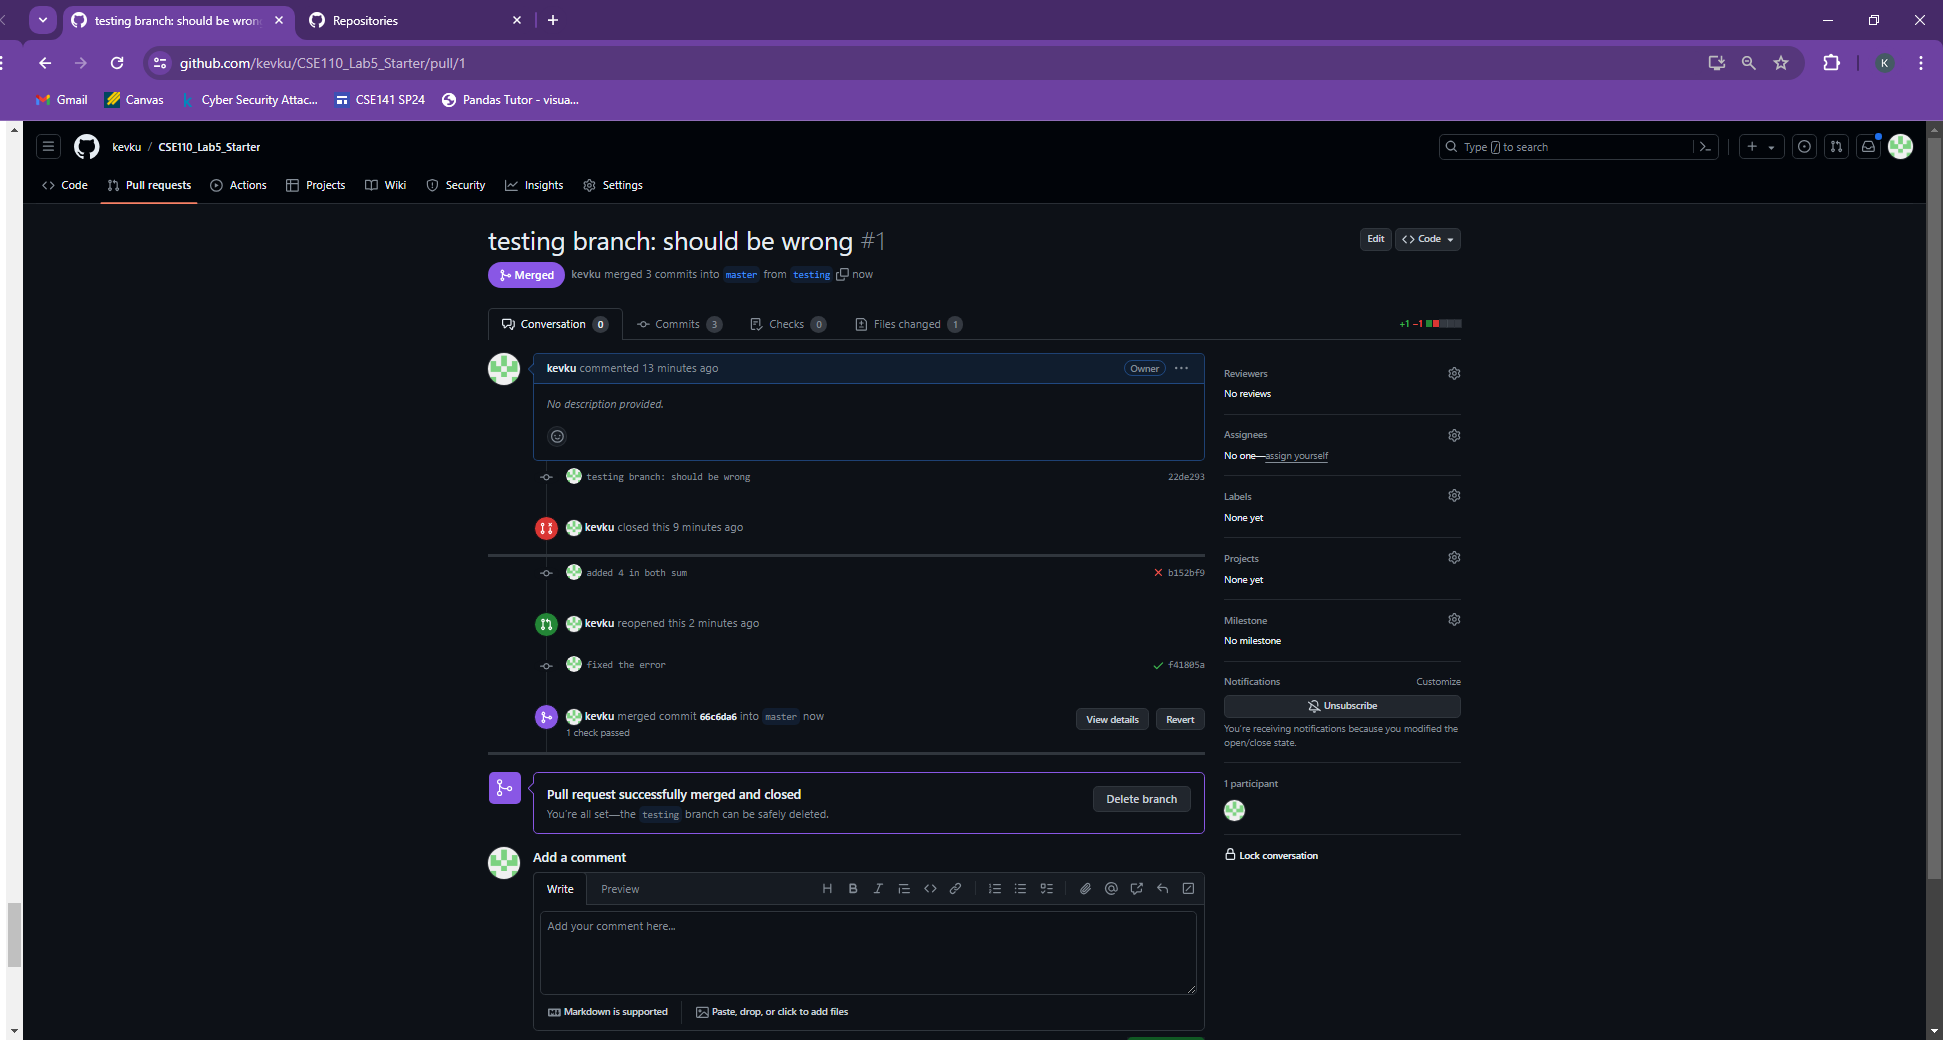 testing branch: should be wron
Repositories
github.com/kevku/CSE110_Lab5_Starter/pull/1
K
Gmail
Canvas
Cyber Security Attac...
CSE141 SP24
Pandas Tutor - visua...
kevku / CSE110_Lab5_Starter
Type / to search
Code
Pull requests
Actions
Projects
Wiki
Security
Insights
Settings
testing branch: should be wrong #1
Edit
Code
Merged
kevku merged 3 commits into master from testing now
Conversation 0
Commits 3
Checks 0
Files changed 1
+1 −1
kevku commented 13 minutes ago
Owner
No description provided.
testing branch: should be wrong
22de293
kevku closed this 9 minutes ago
added 4 in both sum
b152bf9
kevku reopened this 2 minutes ago
fixed the error
f41805a
kevku merged commit 66c6da6 into master now
1 check passed
View details
Revert
Pull request successfully merged and closed
You're all set—the testing branch can be safely deleted.
Delete branch
Add a comment
Write
Preview
H B I
Add your comment here...
Markdown is supported
Paste, drop, or click to add files
Reviewers
No reviews
Assignees
No one—assign yourself
Labels
None yet
Projects
None yet
Milestone
No milestone
Notifications
Customize
Unsubscribe
You're receiving notifications because you modified the
open/close state.
1 participant
Lock conversation